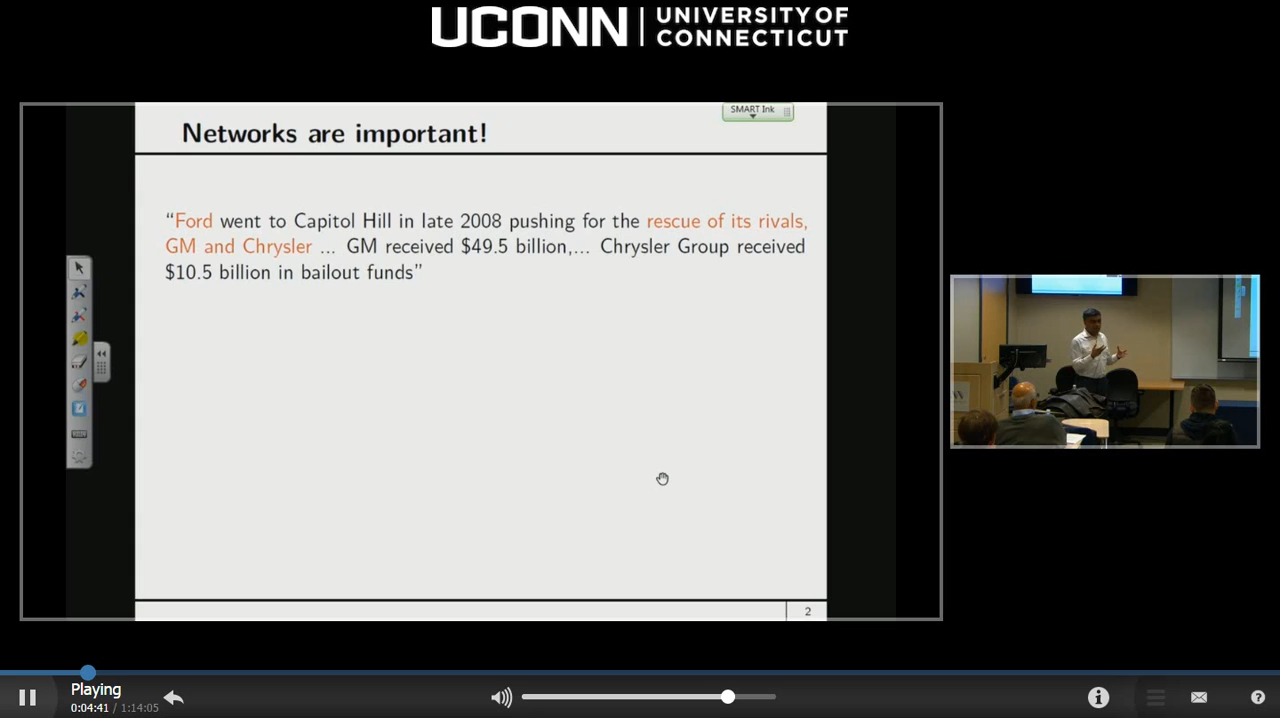 UCONN
UNIVERSITY OF
CONNECTICUT
SMART Ink
Networks are important!
“Ford went to Capitol Hill in late 2008 pushing for the rescue of its rivals,
GM and Chrysler ... GM received $49.5 billion,... Chrysler Group received
$10.5 billion in bailout funds”
2
Playing
0:04:41 / 1:14:05